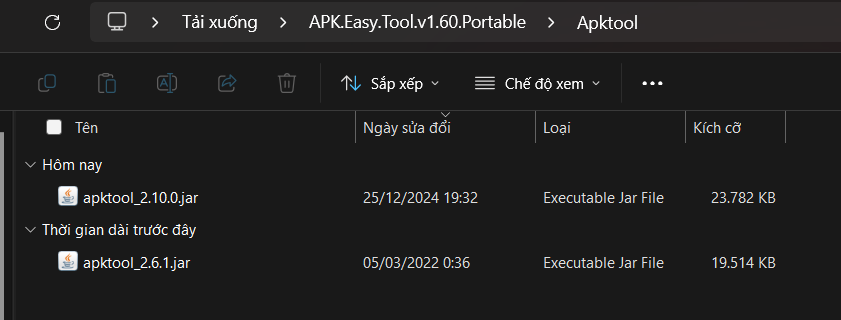 Tải xuống > APK.Easy.Tool.v1.60.Portable > Apktool
Sắp xếp Chế độ xem
Tên Ngày sửa đổi Loại Kích cỡ
Hôm nay
apktool_2.10.0.jar 25/12/2024 19:32 Executable Jar File 23.782 KB
Thời gian dài trước đây
apktool_2.6.1.jar 05/03/2022 0:36 Executable Jar File 19.514 KB